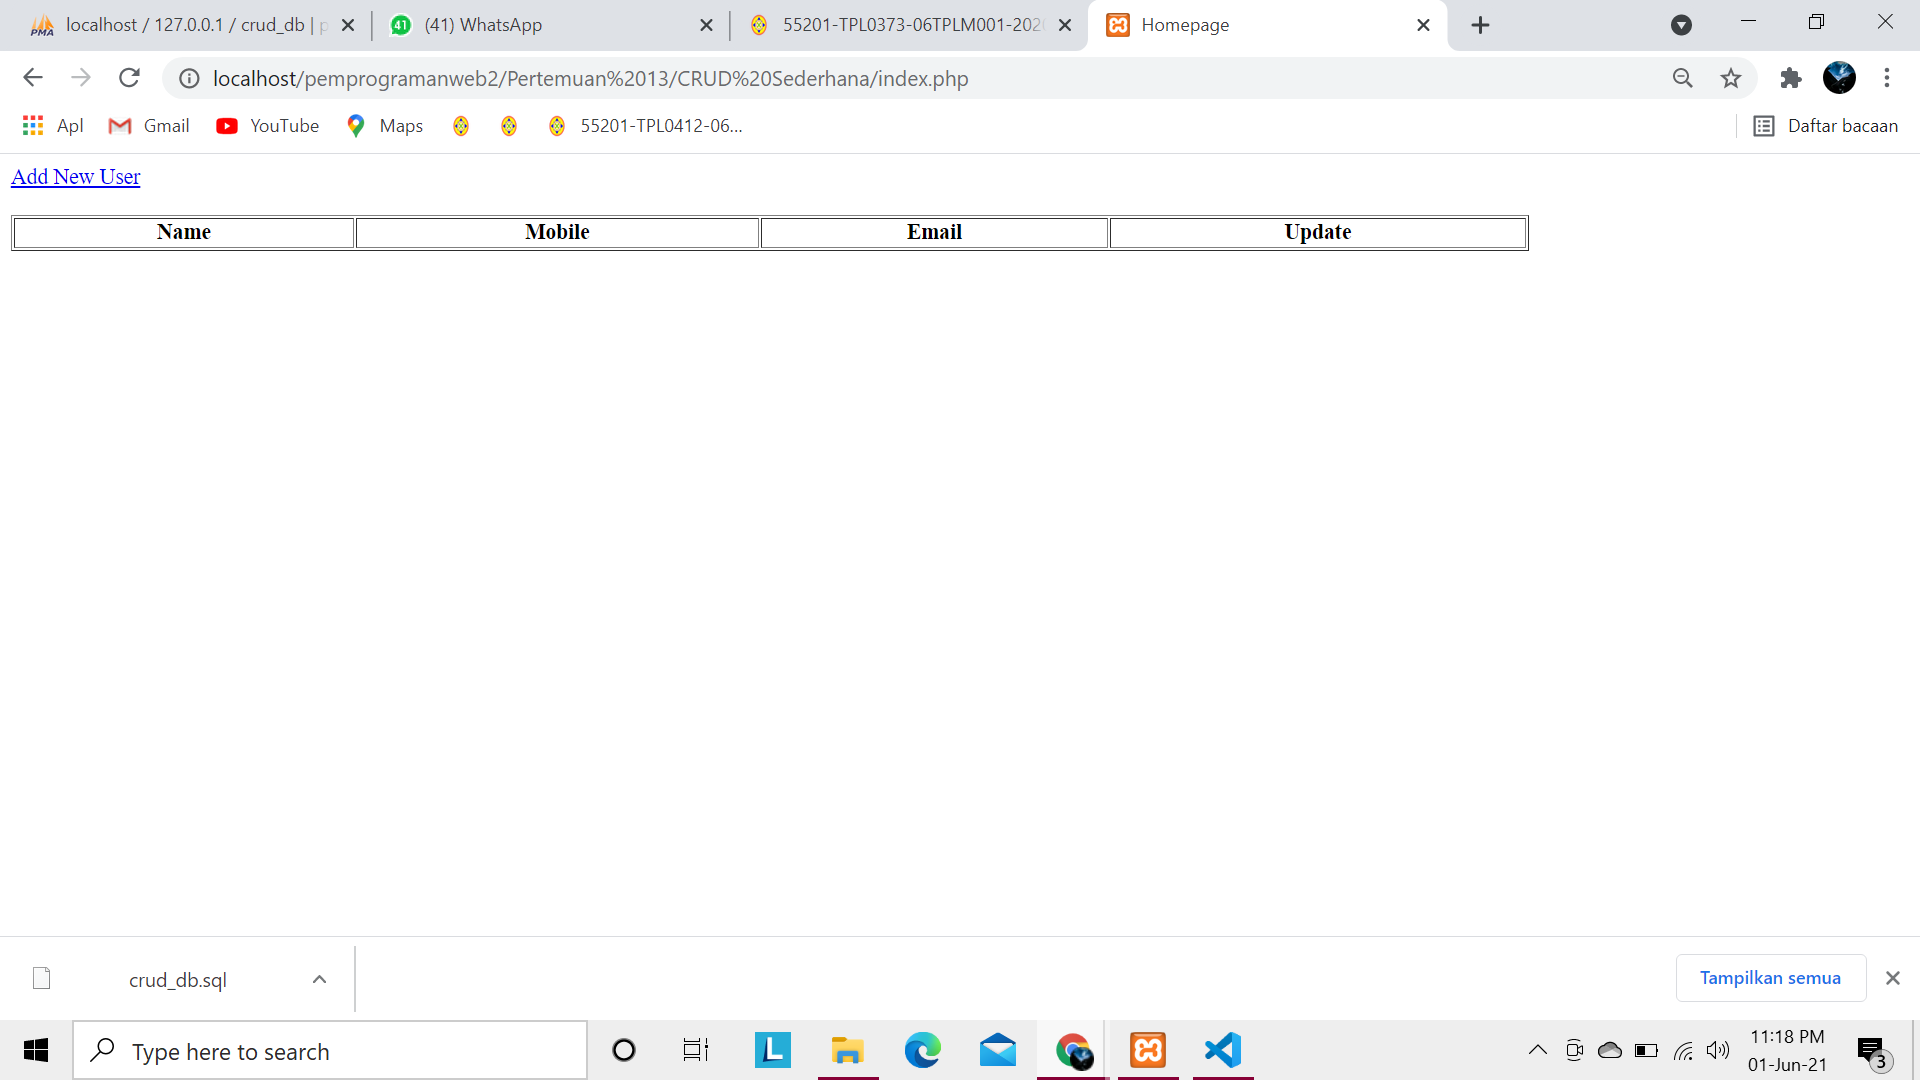 localhost / 127.0.0.1 / crud_db | p
41 (41) WhatsApp
55201-TPL0373-06TPLM001-202
Homepage
localhost/pemprogramanweb2/Pertemuan%2013/CRUD%20Sederhana/index.php
Apl
Gmail
YouTube
Maps
55201-TPL0412-06...
Daftar bacaan
Add New User
Name Mobile Email Update
crud_db.sql
Tampilkan semua
Type here to search
L
11:18 PM
01-Jun-21
3